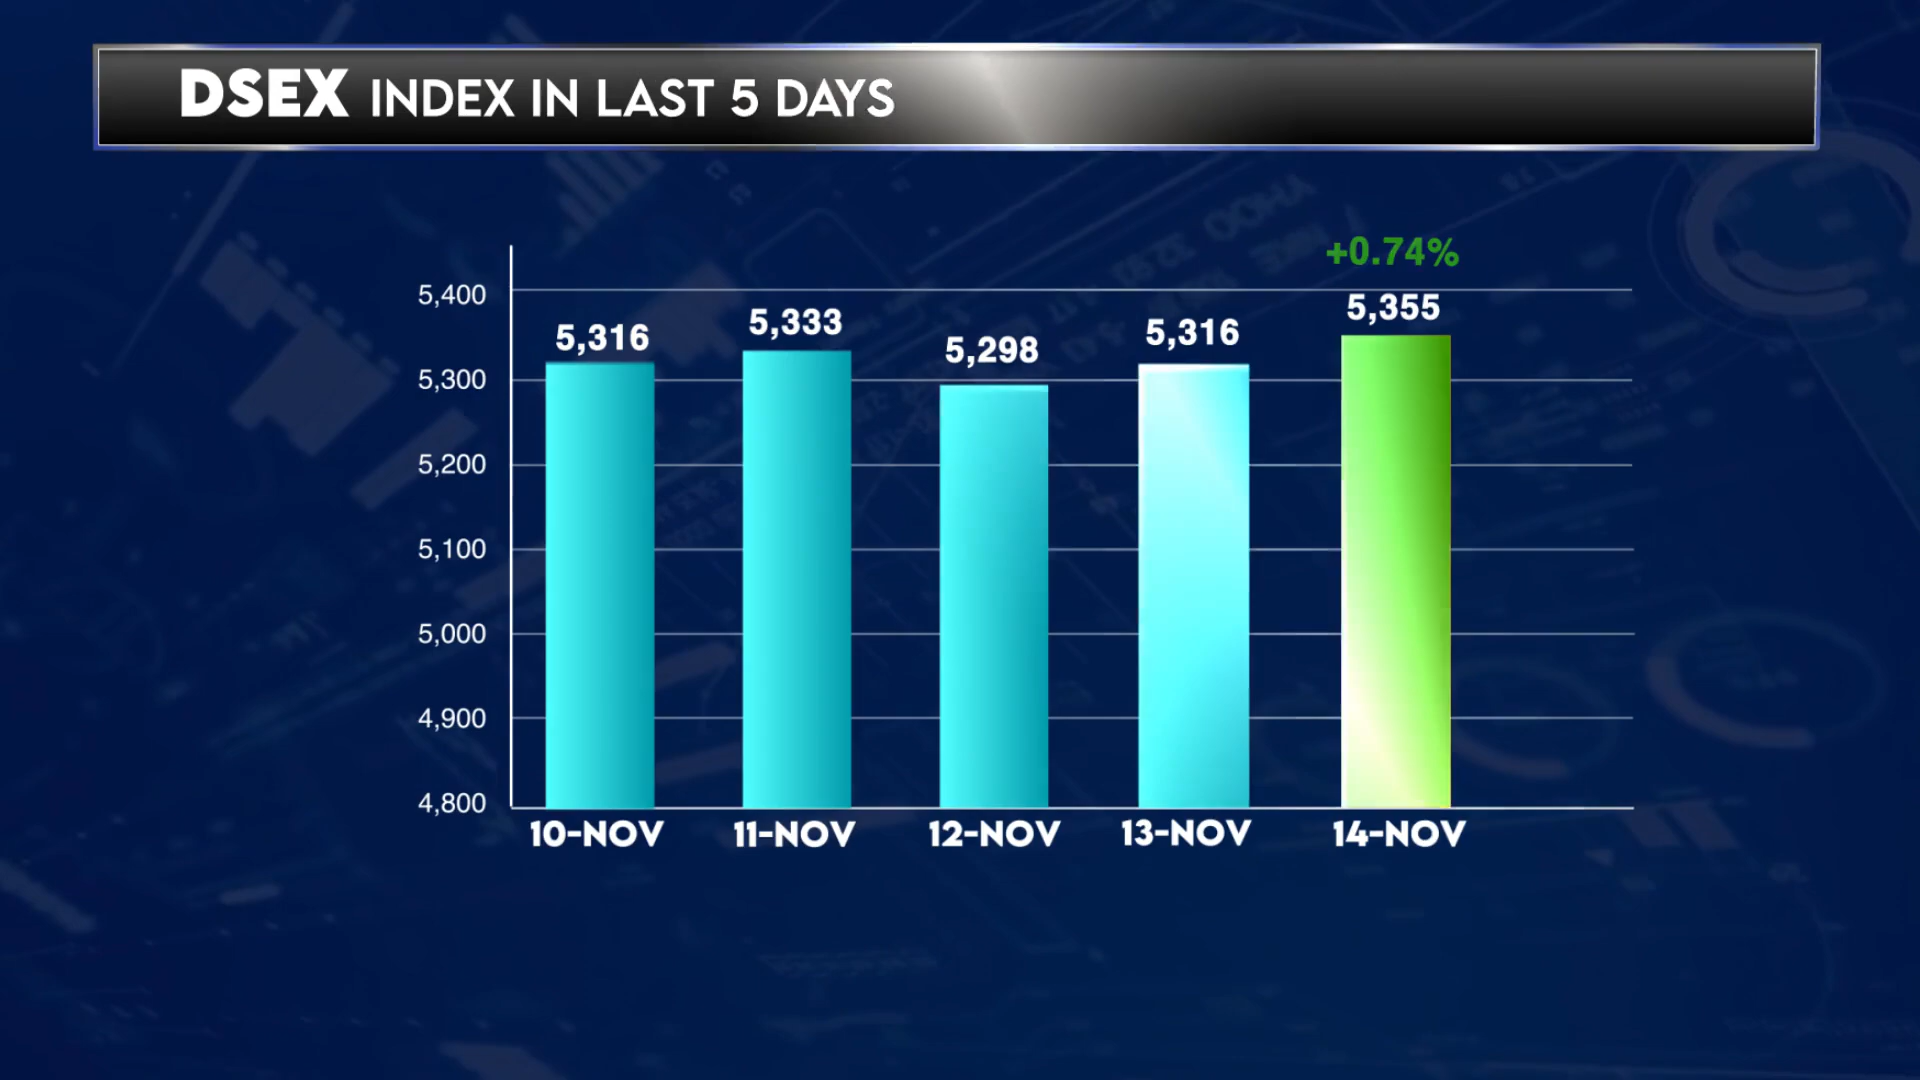 DSEX INDEX IN LAST 5 DAYS
+0.74%
5,400
5,316
5,333
5,298
5,316
5,355
5,300
5,200
5,100
5,000
4,900
4,800
10-NOV
11-NOV
12-NOV
13-NOV
14-NOV